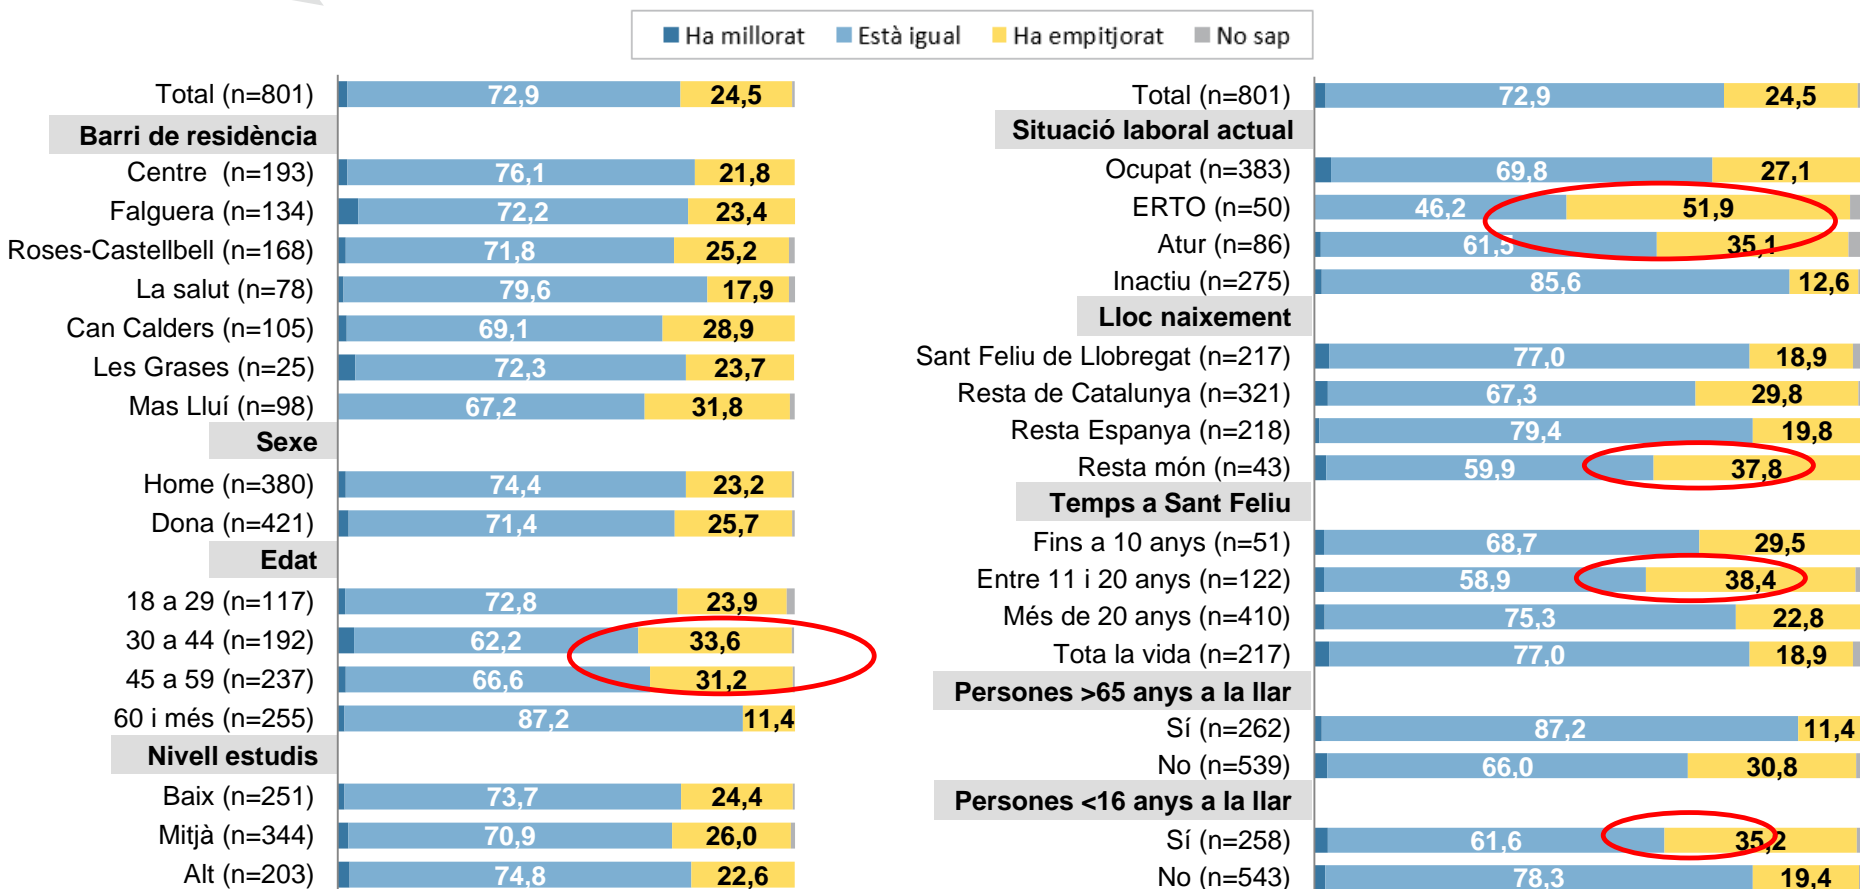 Ha millorat Està igual Ha empitjorat No sap
Total (n=801) 72,9 24,5
Barri de residència
Centre (n=193) 76,1 21,8
Falguera (n=134) 72,2 23,4
Roses-Castellbell (n=168) 71,8 25,2
La salut (n=78) 79,6 17,9
Can Calders (n=105) 69,1 28,9
Les Grases (n=25) 72,3 23,7
Mas Lluí (n=98) 67,2 31,8
Sexe
Home (n=380) 74,4 23,2
Dona (n=421) 71,4 25,7
Edat
18 a 29 (n=117) 72,8 23,9
30 a 44 (n=192) 62,2 33,6
45 a 59 (n=237) 66,6 31,2
60 i més (n=255) 87,2 11,4
Nivell estudis
Baix (n=251) 73,7 24,4
Mitjà (n=344) 70,9 26,0
Alt (n=203) 74,8 22,6
Total (n=801) 72,9 24,5
Situació laboral actual
Ocupat (n=383) 69,8 27,1
ERTO (n=50) 46,2 51,9
Atur (n=86) 61,5 35,1
Inactiu (n=275) 85,6 12,6
Lloc naixement
Sant Feliu de Llobregat (n=217) 77,0 18,9
Resta de Catalunya (n=321) 67,3 29,8
Resta Espanya (n=218) 79,4 19,8
Resta món (n=43) 59,9 37,8
Temps a Sant Feliu
Fins a 10 anys (n=51) 68,7 29,5
Entre 11 i 20 anys (n=122) 58,9 38,4
Més de 20 anys (n=410) 75,3 22,8
Tota la vida (n=217) 77,0 18,9
Persones >65 anys a la llar
Sí (n=262) 87,2 11,4
No (n=539) 66,0 30,8
Persones <16 anys a la llar
Sí (n=258) 61,6 35,2
No (n=543) 78,3 19,4